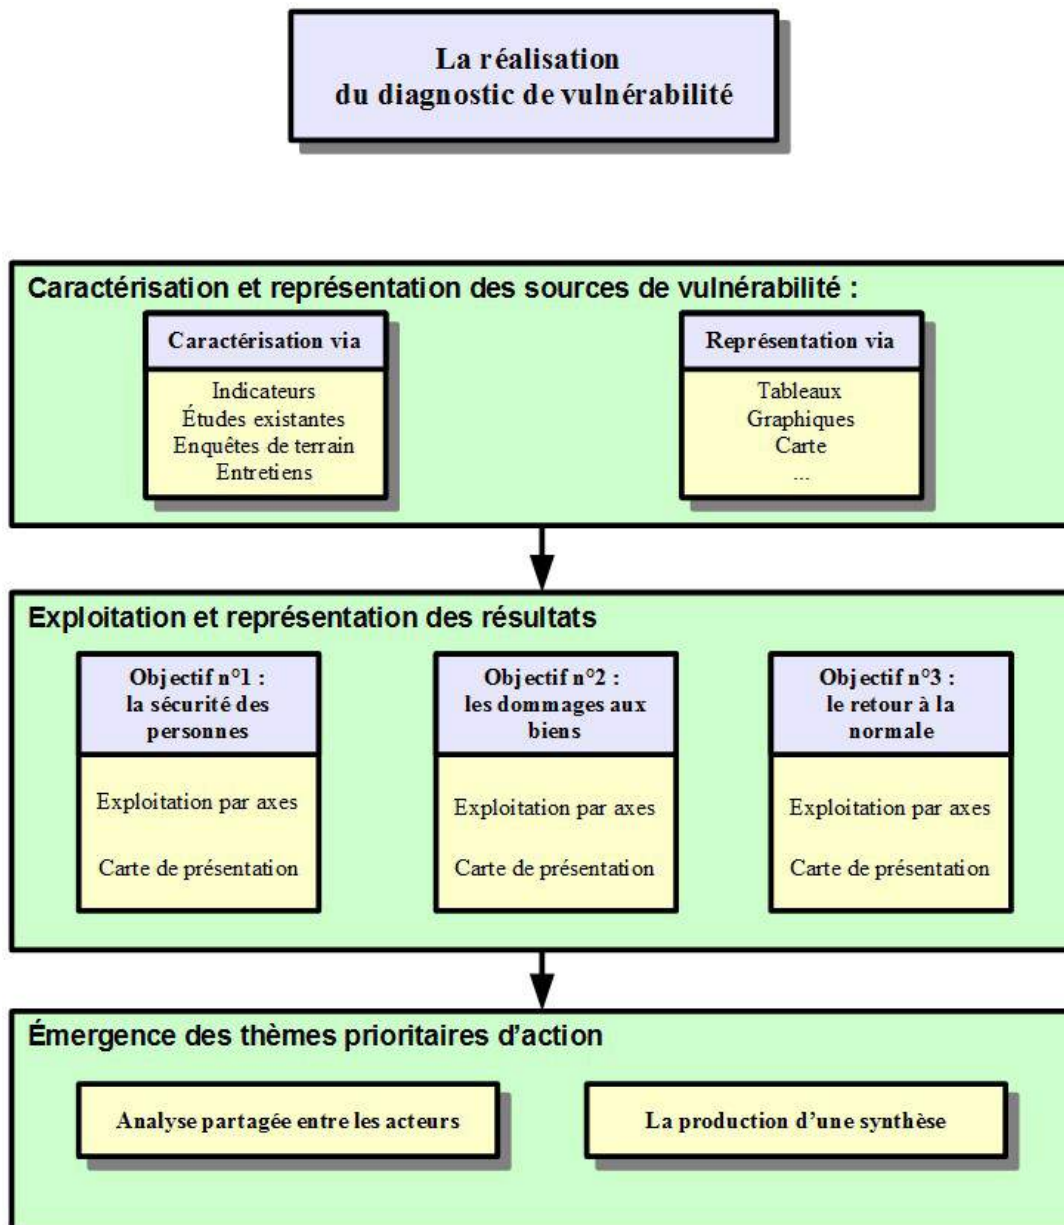 La réalisation
du diagnostic de vulnérabilité
Caractérisation et représentation des sources de vulnérabilité :
Caractérisation via
Indicateurs
Études existantes
Enquêtes de terrain
Entretiens
Représentation via
Tableaux
Graphiques
Carte
...
Exploitation et représentation des résultats
Objectif n°1 :
la sécurité des
personnes
Exploitation par axes
Carte de présentation
Objectif n°2 :
les dommages aux
biens
Exploitation par axes
Carte de présentation
Objectif n°3 :
le retour à la
normale
Exploitation par axes
Carte de présentation
Émergence des thèmes prioritaires d’action
Analyse partagée entre les acteurs
La production d’une synthèse